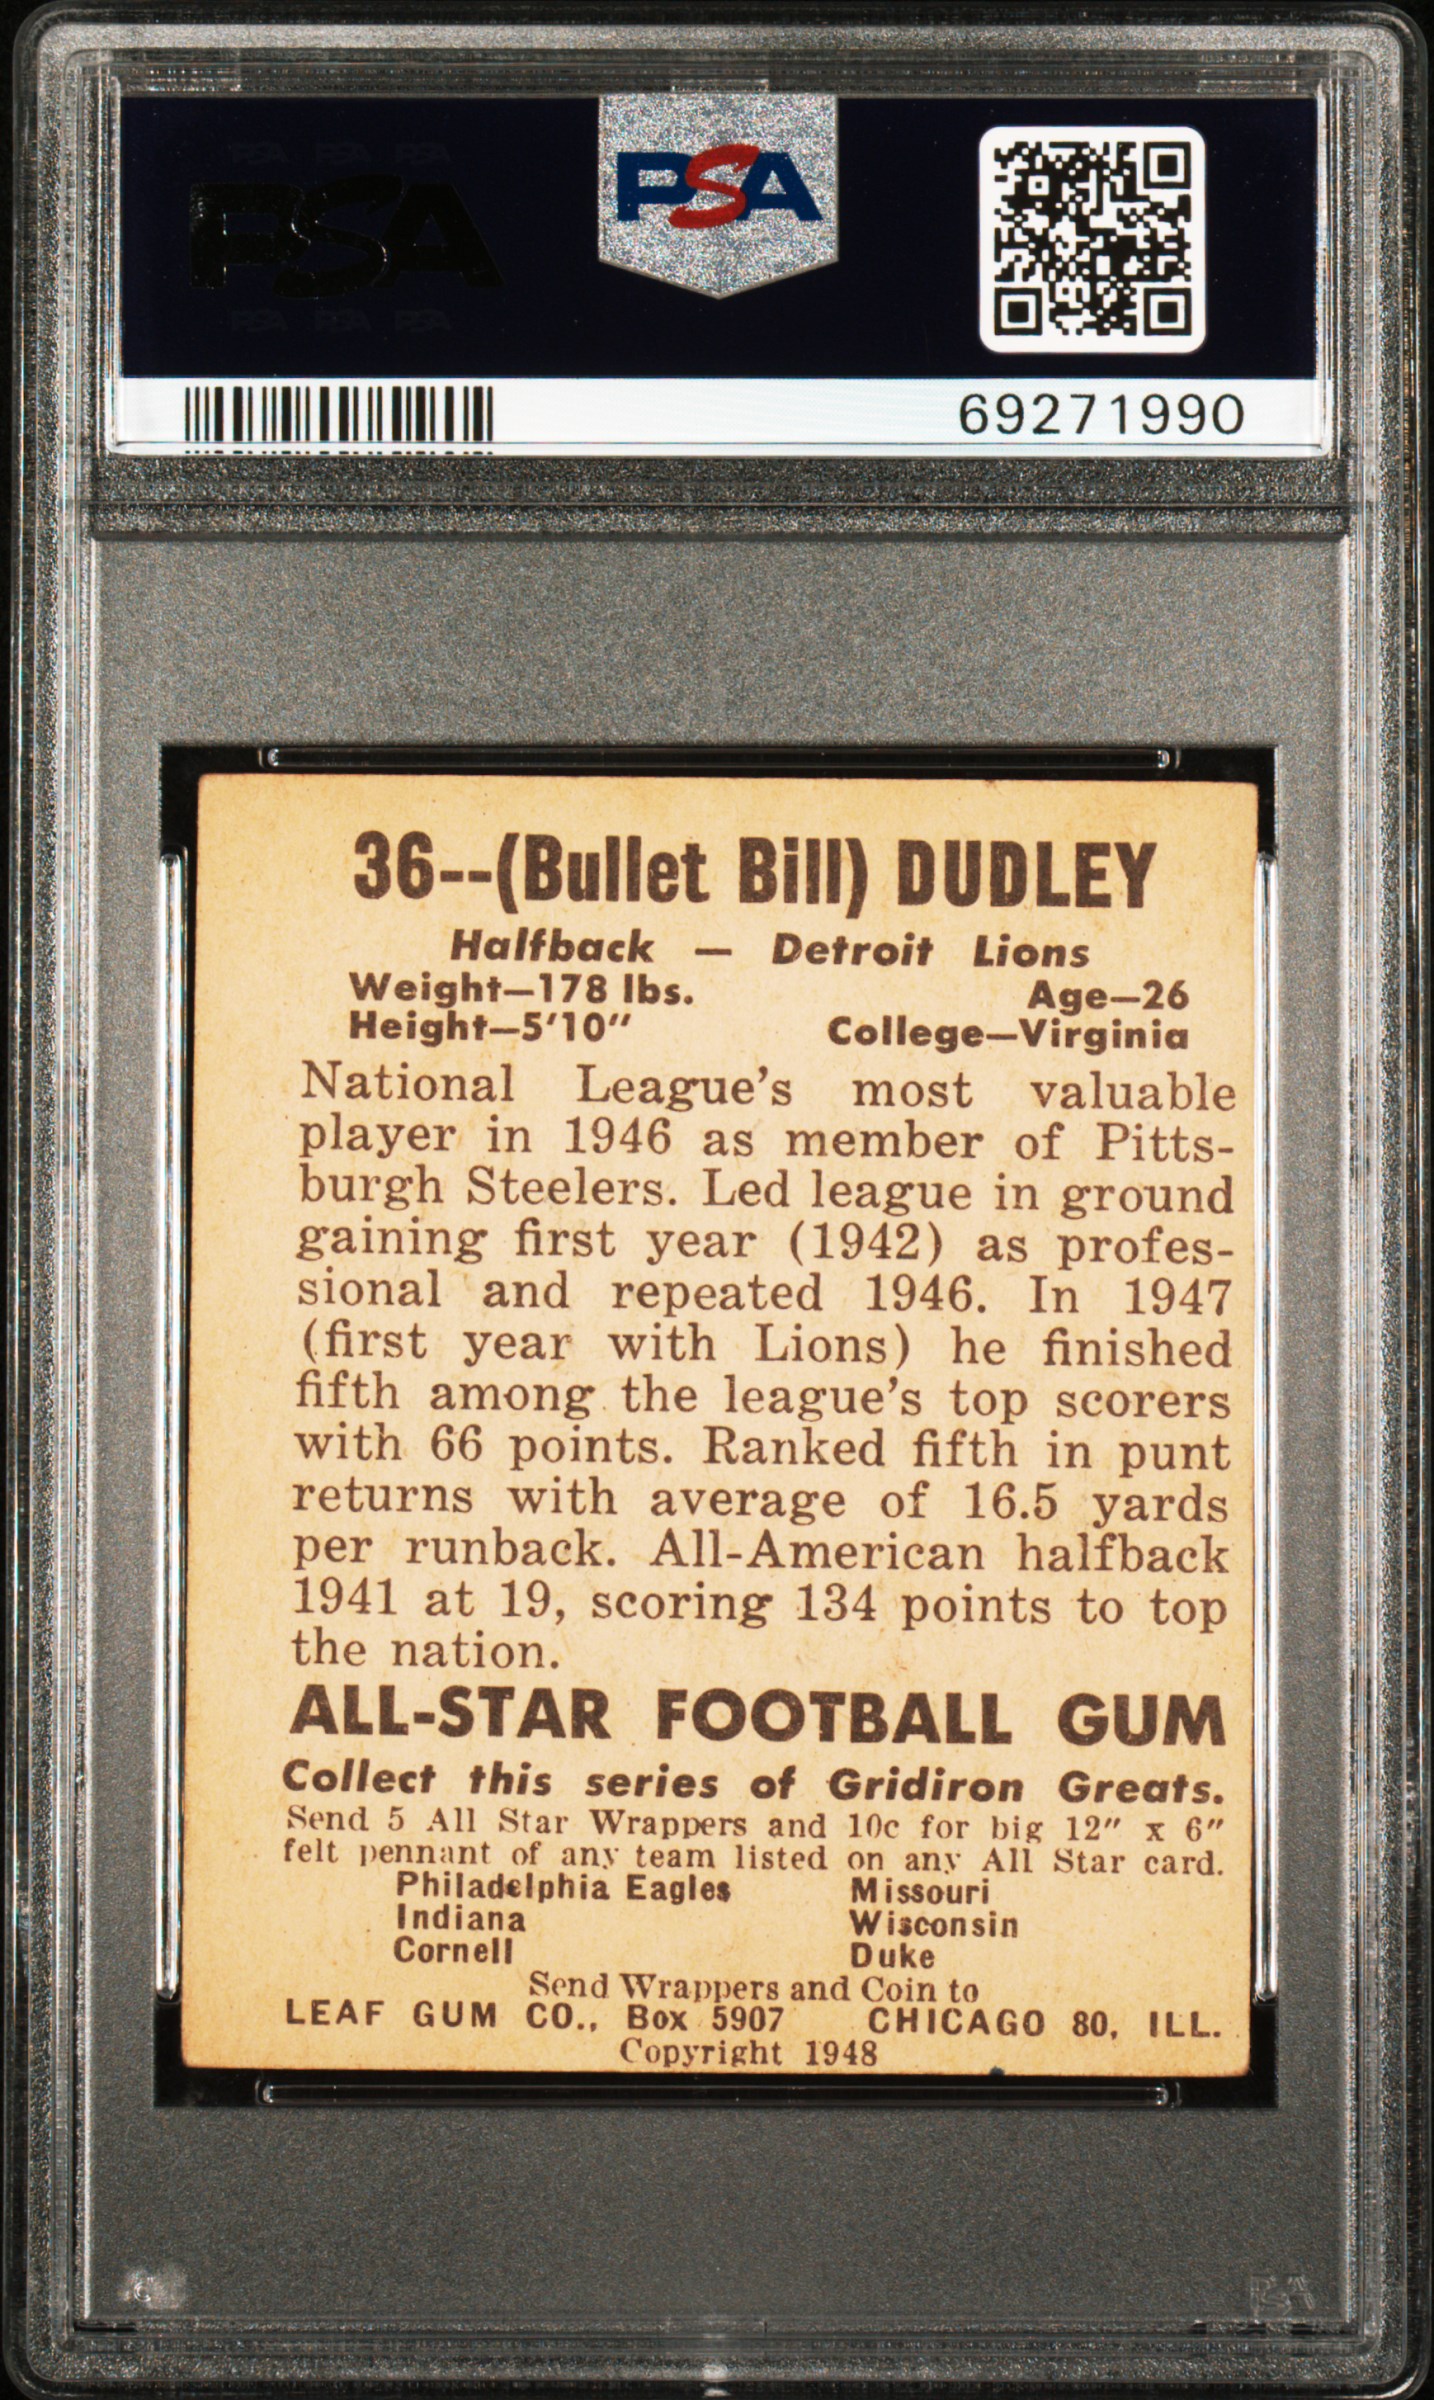 PSA PSA PSA
PSA
PSA PSA PSA
PSA
69271990
36--(Bullet Bill) DUDLEY
Halfback — Detroit Lions
Weight—178 lbs. Age—26
Height—5'10" College—Virginia
National League's most valuable
player in 1946 as member of Pitts-
burgh Steelers. Led league in ground
gaining first year (1942) as profes-
sional and repeated 1946. In 1947
(first year with Lions) he finished
fifth among the league's top scorers
with 66 points. Ranked fifth in punt
returns with average of 16.5 yards
per runback. All-American halfback
1941 at 19, scoring 134 points to top
the nation.
ALL-STAR FOOTBALL GUM
Collect this series of Gridiron Greats.
Send 5 All Star Wrappers and 10c for big 12" x 6"
felt pennant of any team listed on any All Star card.
Philadelphia Eagles Missouri
Indiana Wisconsin
Cornell Duke
Send Wrappers and Coin to
LEAF GUM CO., Box 5907 CHICAGO 80, ILL.
Copyright 1948
PSA